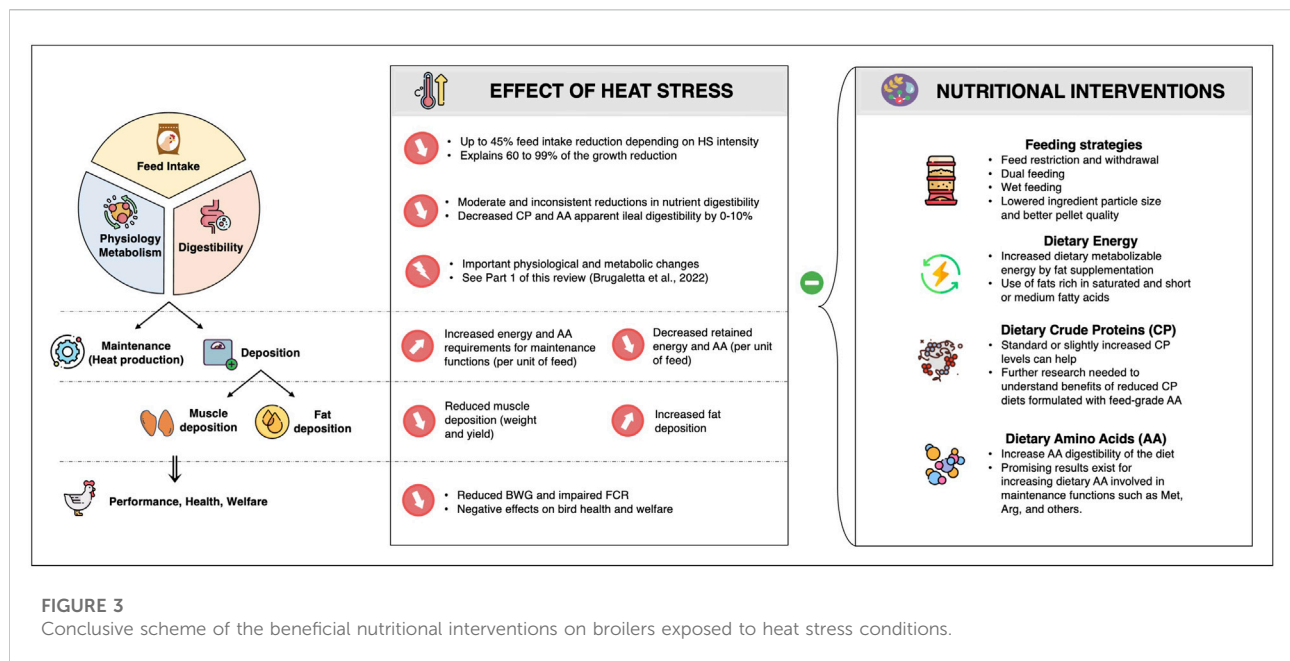 Feed Intake
Physiology
Metabolism
Digestibility
Maintenance
(Heat production)
Deposition
Muscle
deposition
Fat
deposition
Performance, Health, Welfare
EFFECT OF HEAT STRESS
• Up to 45% feed intake reduction depending on HS intensity
• Explains 60 to 99% of the growth reduction
• Moderate and inconsistent reductions in nutrient digestibility
• Decreased CP and AA apparent ileal digestibility by 0-10%
• Important physiological and metabolic changes
• See Part 1 of this review (Brugaletta et al., 2022)
Increased energy and AA
requirements for maintenance
functions (per unit of feed)
Decreased retained
energy and AA (per unit
of feed)
Reduced muscle
deposition (weight
and yield)
Increased fat
deposition
• Reduced BWG and impaired FCR
• Negative effects on bird health and welfare
NUTRITIONAL INTERVENTIONS
Feeding strategies
• Feed restriction and withdrawal
• Dual feeding
• Wet feeding
• Lowered ingredient particle size
and better pellet quality
Dietary Energy
• Increased dietary metabolizable
energy by fat supplementation
• Use of fats rich in saturated and short
or medium fatty acids
Dietary Crude Proteins (CP)
• Standard or slightly increased CP
levels can help
• Further research needed to
understand benefits of reduced CP
diets formulated with feed-grade AA
Dietary Amino Acids (AA)
• Increase AA digestibility of the diet
• Promising results exist for
increasing dietary AA involved in
maintenance functions such as Met,
Arg, and others.
FIGURE 3
Conclusive scheme of the beneficial nutritional interventions on broilers exposed to heat stress conditions.